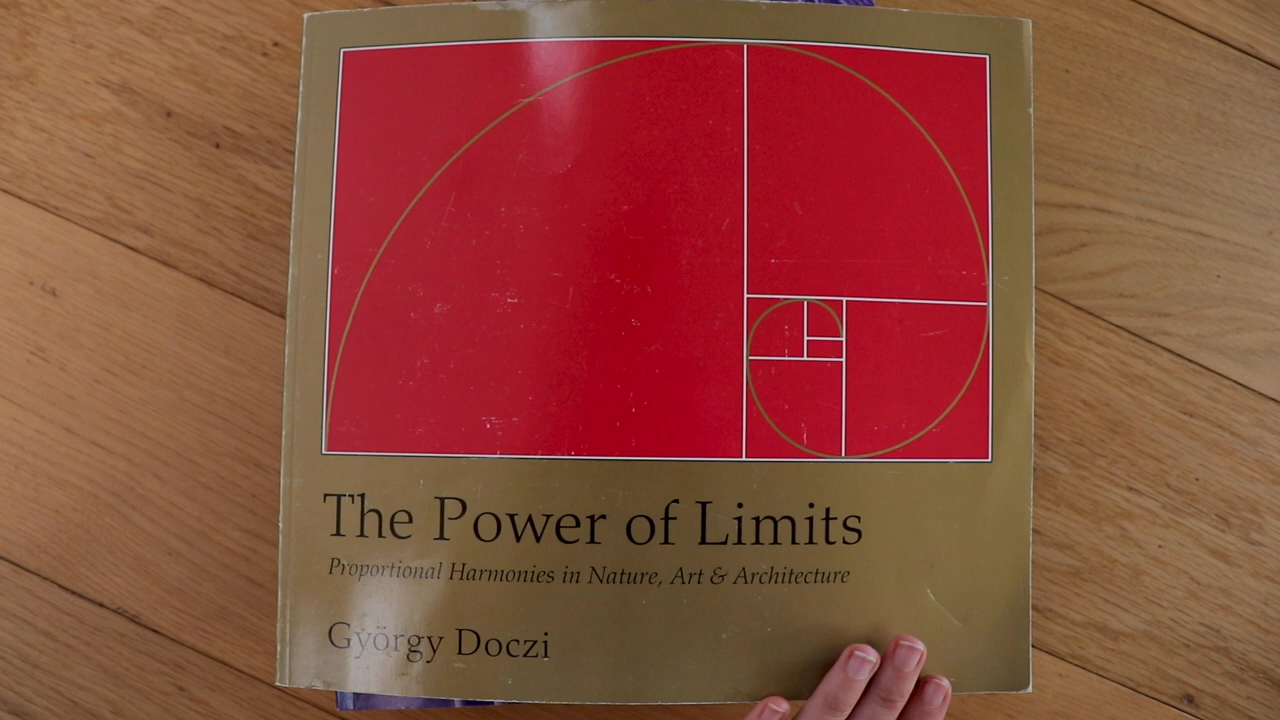 The Power of Limits
Proportional Harmonies in Nature, Art & Architecture
György Doczi